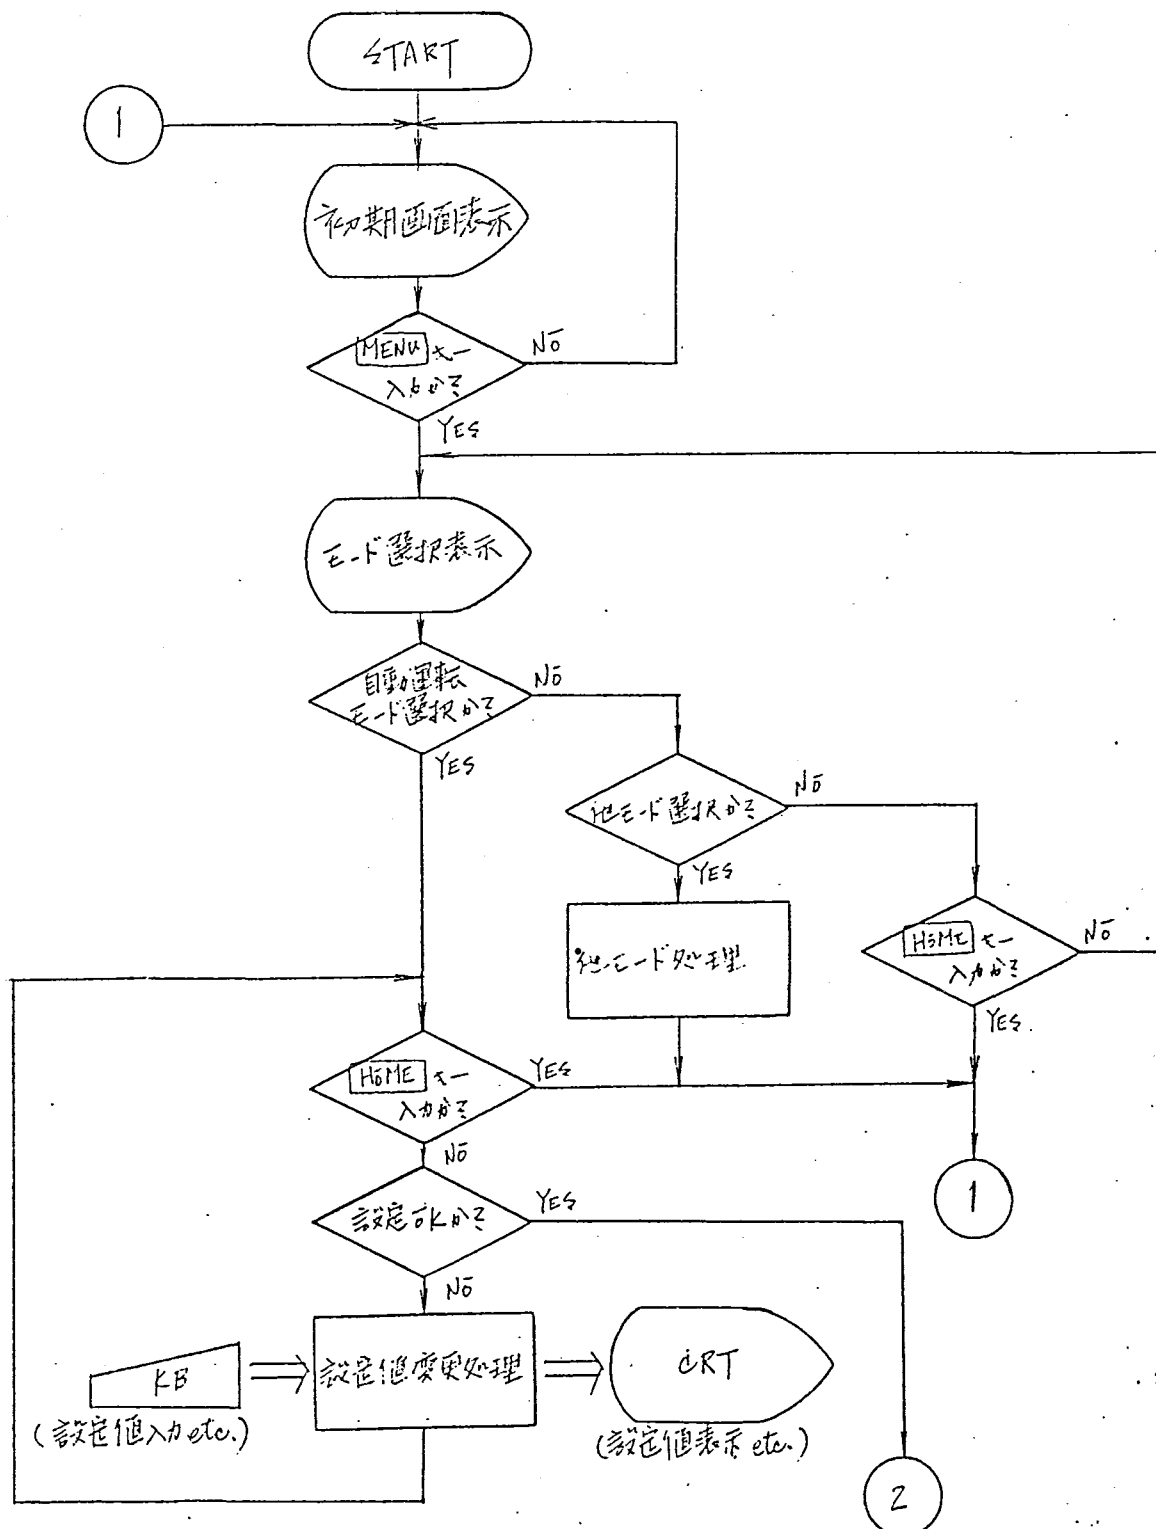 START
1
初期画面表示
MENU キー
入力か?
NO
YES
モード選択表示
自動運転
モード選択か?
NO
YES
他モード選択か?
NO
YES
他モード処理
HOME キー
入力か?
NO
YES
HOME キー
入力か?
YES
NO
1
設定OKか?
YES
NO
KB
(設定値入力etc.)
設定値変更処理
CRT
(設定値表示 etc.)
2